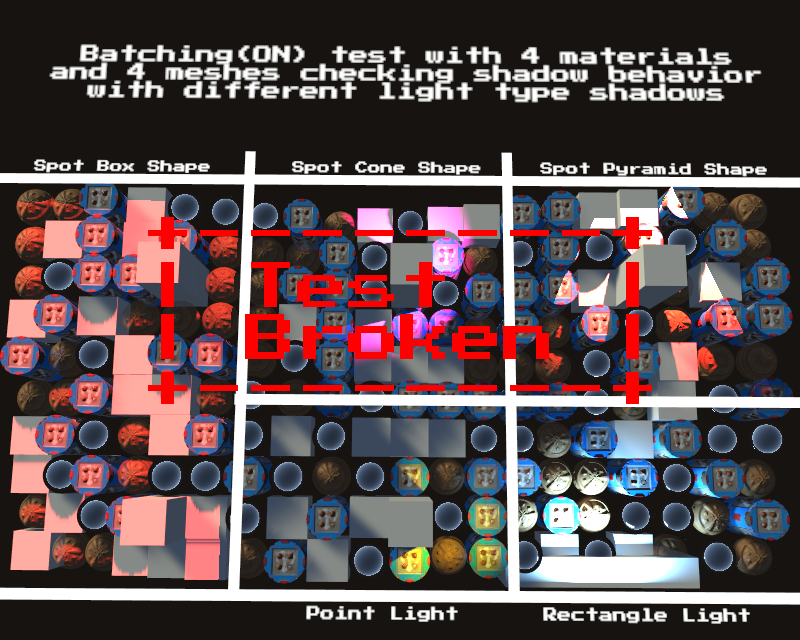 Batching(ON) test with 4 materials
and 4 meshes checking shadow behavior
with different light type shadows
Spot Box Shape
Spot Cone Shape
Spot Pyramid Shape
+---------+
| Test |
| Broken |
+---------+
Point Light
Rectangle Light